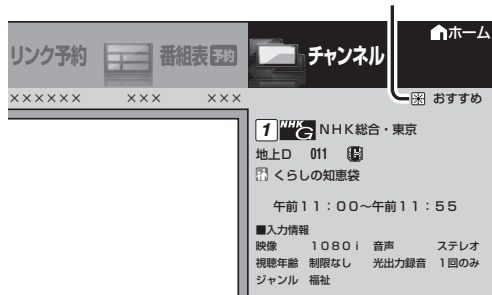 ホーム
リンク予約 番組表 予約 チャンネル
×××××× ××× ××× おすすめ
1 NHK G NHK総合・東京
地上D 011
くらしの知恵袋
午前11:00~午前11:55
■入力情報
映像 1080i 音声 ステレオ
視聴年齢 制限なし 光出力録音 1回のみ
ジャンル 福祉